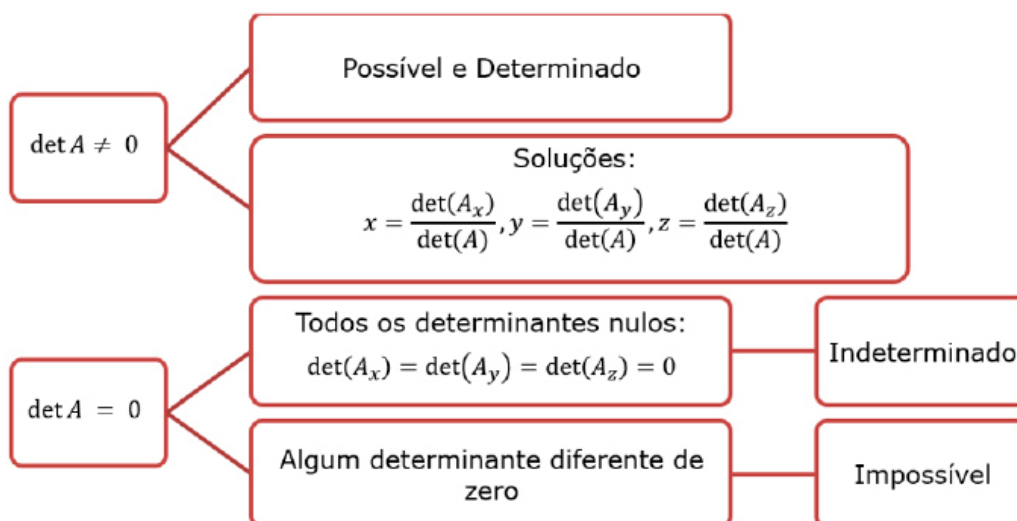 det A ≠ 0
Possível e Determinado
Soluções:
x = det(A_x)/det(A), y = det(A_y)/det(A), z = det(A_z)/det(A)
det A = 0
Todos os determinantes nulos:
det(A_x) = det(A_y) = det(A_z) = 0
Indeterminado
Algum determinante diferente de
zero
Impossível